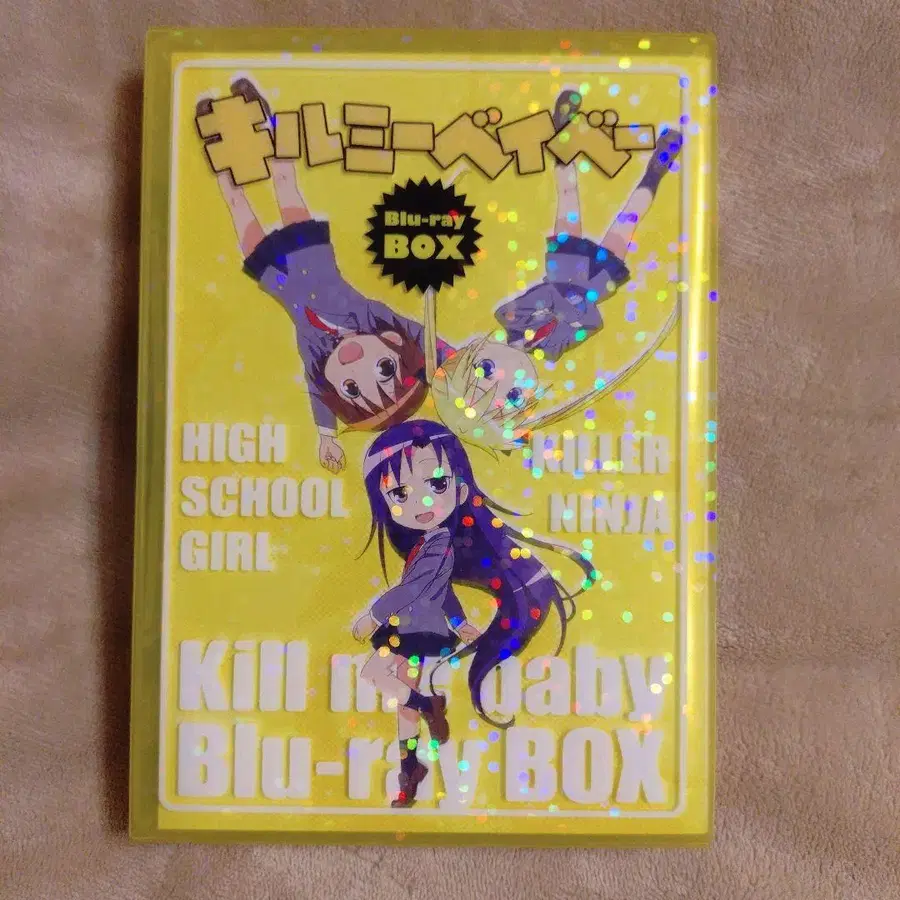 キルミーベイベー
Blu-ray
BOX
HIGH
SCHOOL
GIRL
KILLER
NINJA
Kill me baby
Blu-ray BOX